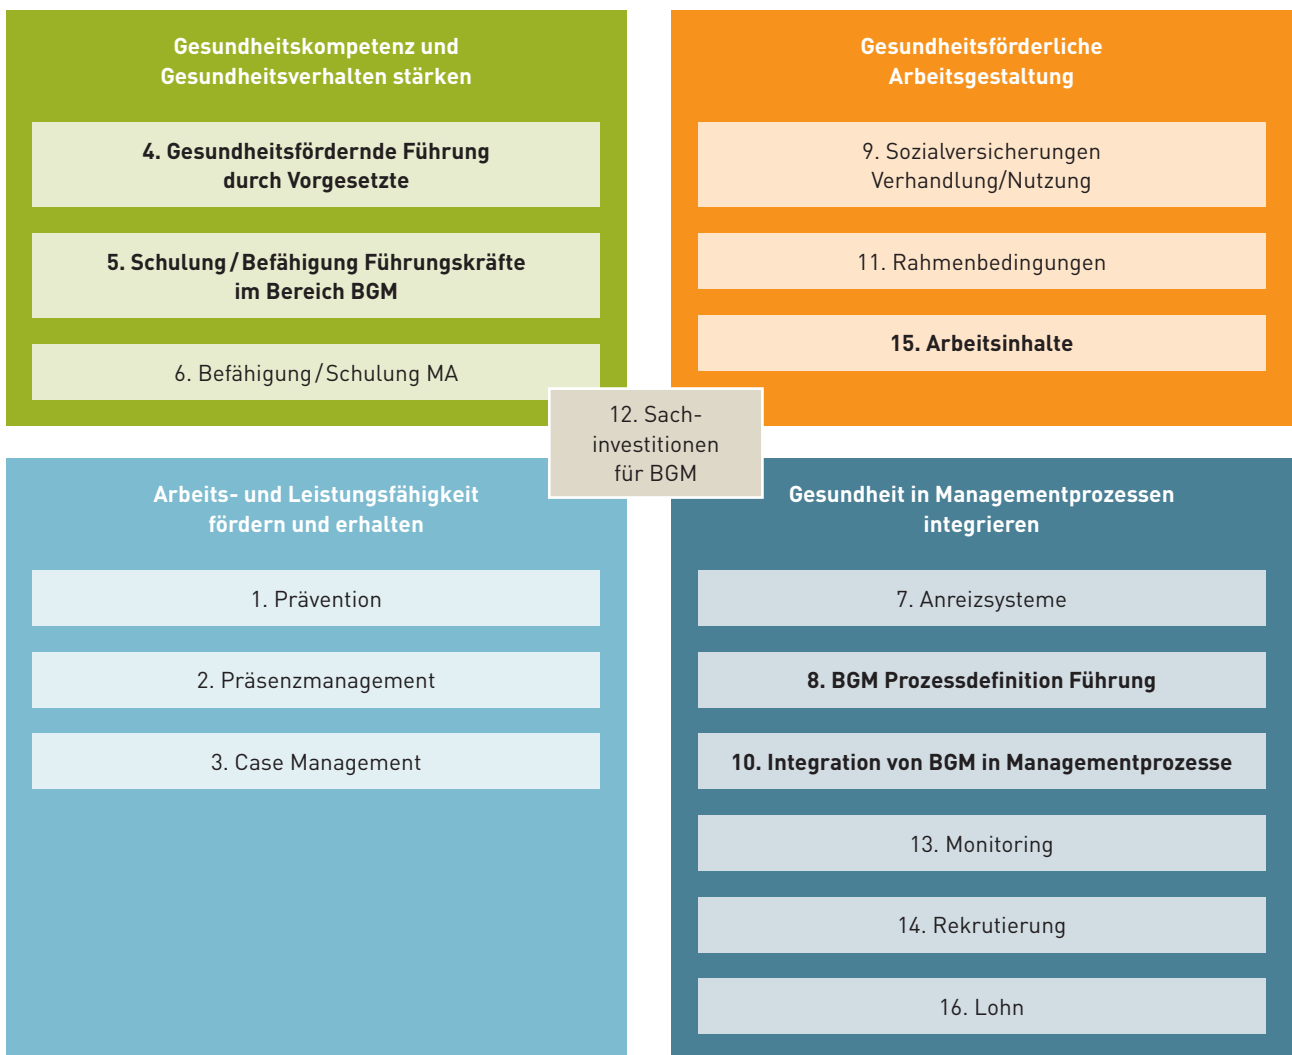 Gesundheitskompetenz und
Gesundheitsverhalten stärken
4. Gesundheitsfördernde Führung
durch Vorgesetzte
5. Schulung / Befähigung Führungskräfte
im Bereich BGM
6. Befähigung / Schulung MA
Gesundheitsförderliche
Arbeitsgestaltung
9. Sozialversicherungen
Verhandlung/Nutzung
11. Rahmenbedingungen
15. Arbeitsinhalte
12. Sach-
investitionen
für BGM
Arbeits- und Leistungsfähigkeit
fördern und erhalten
1. Prävention
2. Präsenzmanagement
3. Case Management
Gesundheit in Managementprozessen
integrieren
7. Anreizsysteme
8. BGM Prozessdefinition Führung
10. Integration von BGM in Managementprozesse
13. Monitoring
14. Rekrutierung
16. Lohn